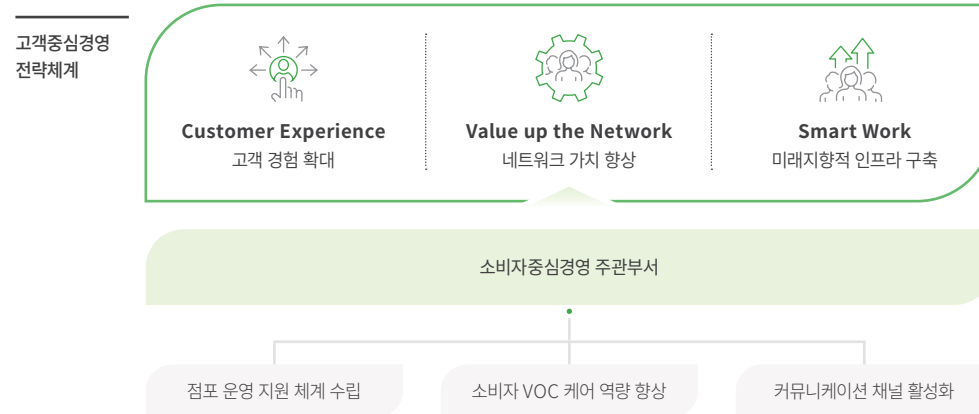 고객중심경영
전략체계
Customer Experience
고객 경험 확대
Value up the Network
네트워크 가치 향상
Smart Work
미래지향적 인프라 구축
소비자중심경영 주관부서
점포 운영 지원 체계 수립
소비자 VOC 케어 역량 향상
커뮤니케이션 채널 활성화